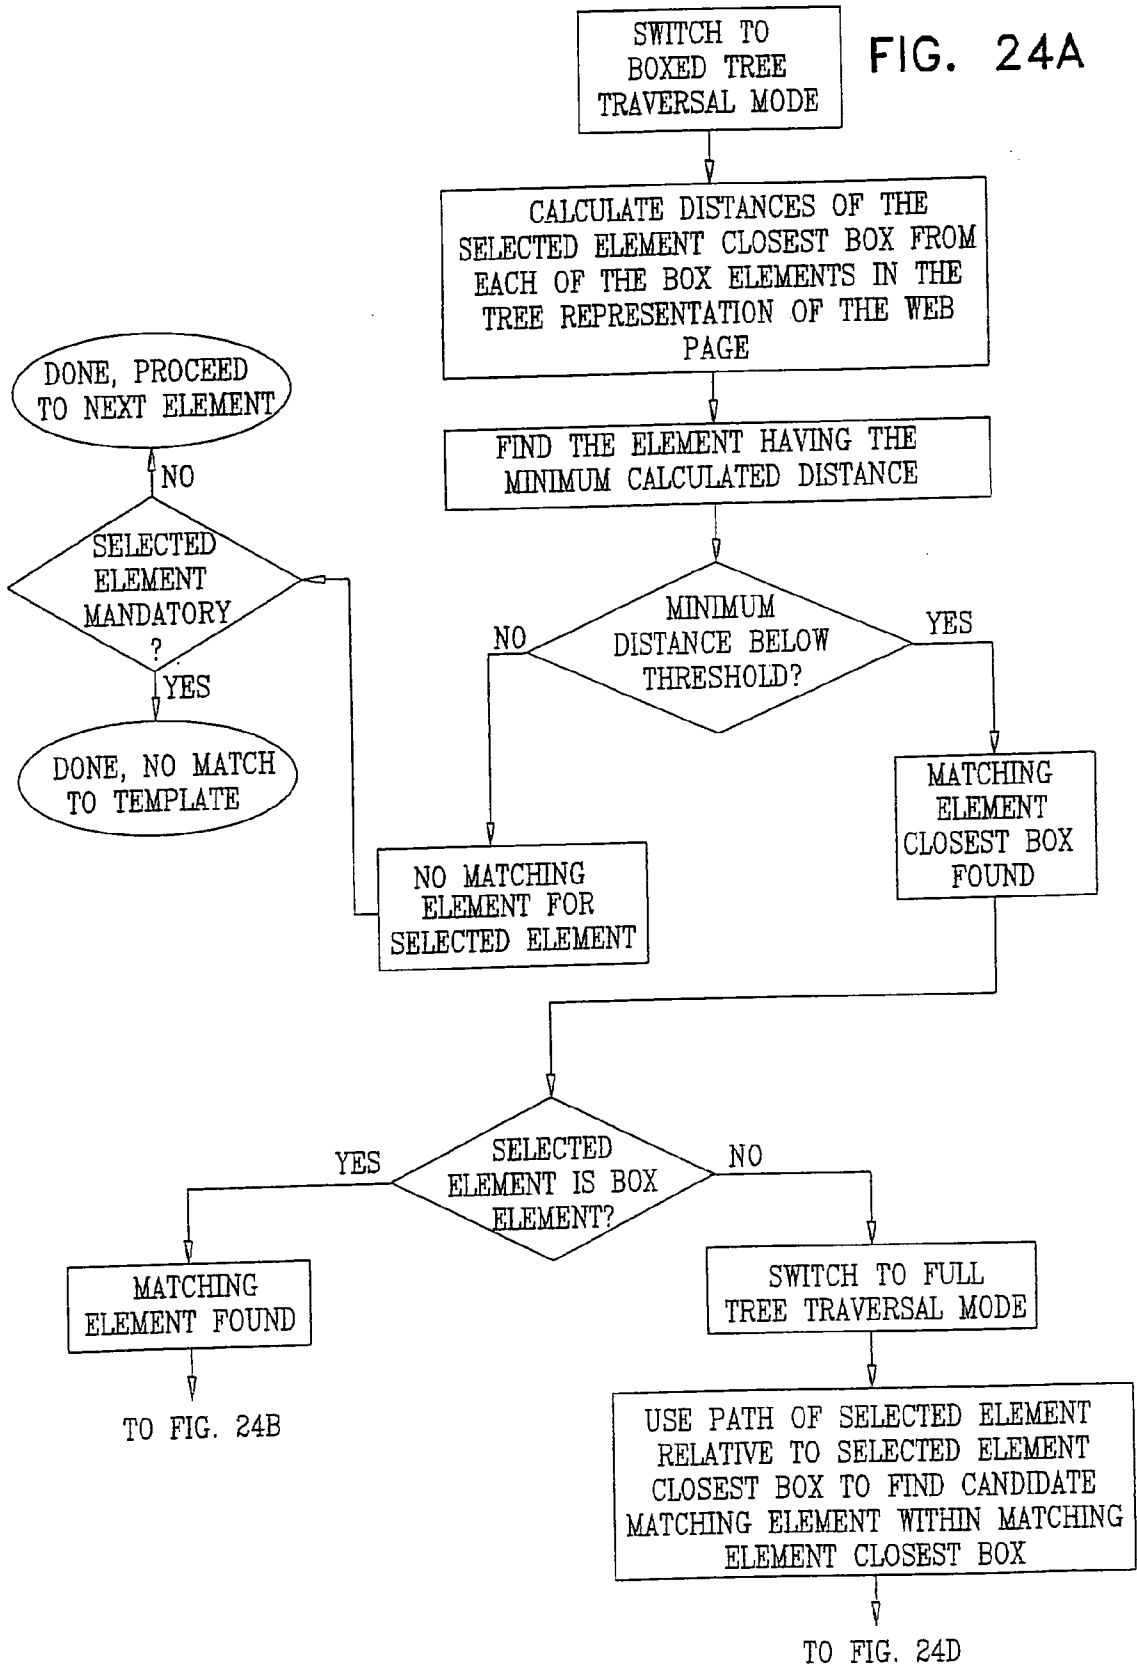 FIG. 24A
SWITCH TO
BOXED TREE
TRAVERSAL MODE
CALCULATE DISTANCES OF THE
SELECTED ELEMENT CLOSEST BOX FROM
EACH OF THE BOX ELEMENTS IN THE
TREE REPRESENTATION OF THE WEB
PAGE
FIND THE ELEMENT HAVING THE
MINIMUM CALCULATED DISTANCE
MINIMUM
DISTANCE BELOW
THRESHOLD?
NO
YES
DONE, PROCEED
TO NEXT ELEMENT
NO
SELECTED
ELEMENT
MANDATORY
?
YES
DONE, NO MATCH
TO TEMPLATE
NO MATCHING
ELEMENT FOR
SELECTED ELEMENT
MATCHING
ELEMENT
CLOSEST BOX
FOUND
SELECTED
ELEMENT IS BOX
ELEMENT?
YES
NO
MATCHING
ELEMENT FOUND
TO FIG. 24B
SWITCH TO FULL
TREE TRAVERSAL MODE
USE PATH OF SELECTED ELEMENT
RELATIVE TO SELECTED ELEMENT
CLOSEST BOX TO FIND CANDIDATE
MATCHING ELEMENT WITHIN MATCHING
ELEMENT CLOSEST BOX
TO FIG. 24D